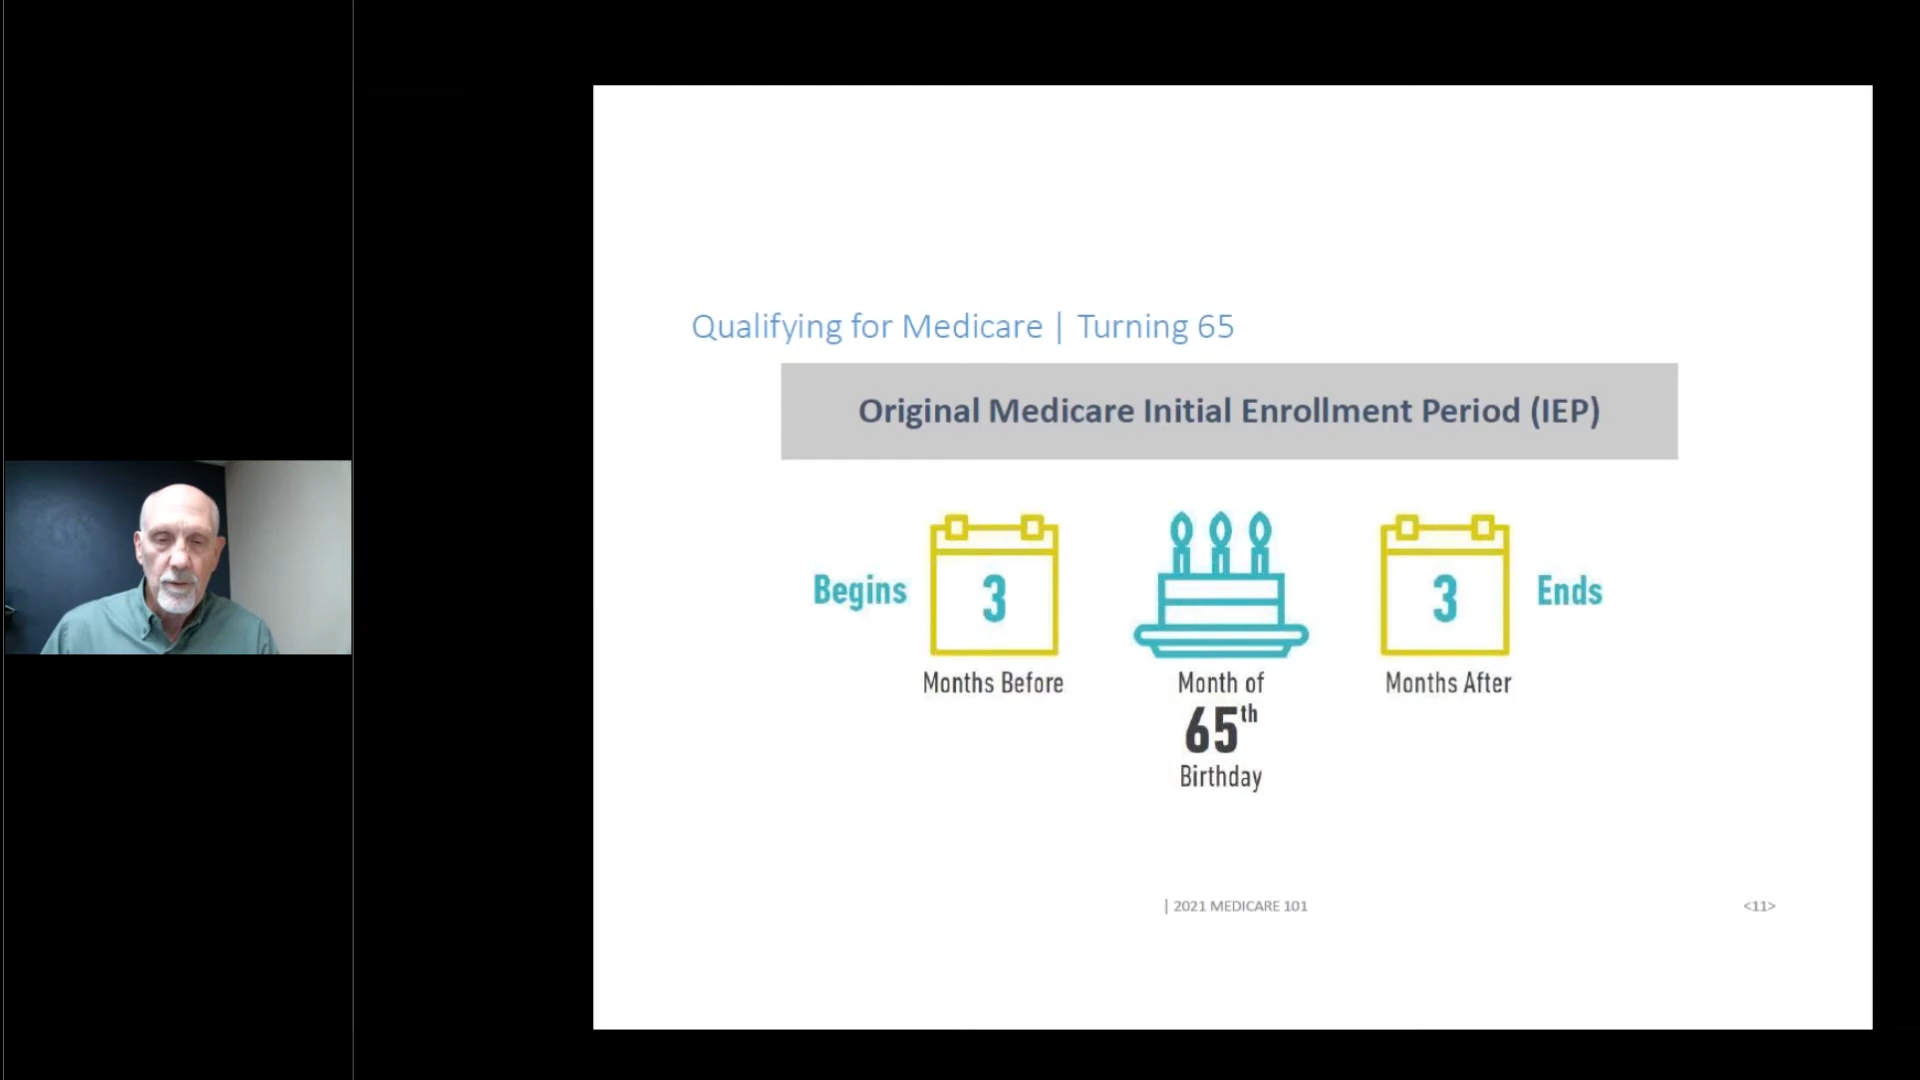 Qualifying for Medicare | Turning 65
Original Medicare Initial Enrollment Period (IEP)
Begins
3
Months Before
Month of
65th
Birthday
3
Months After
Ends
| 2021 MEDICARE 101
<11>